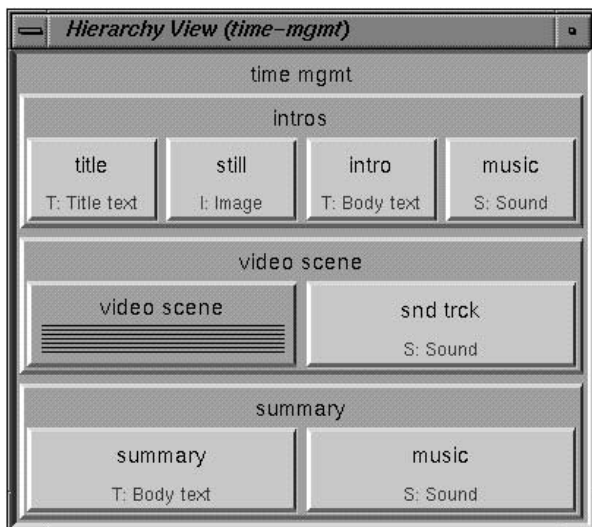 Hierarchy View (time-mgmt)
time mgmt
intros
title still intro music
T: Title text I: Image T: Body text S: Sound
video scene
video scene snd trck
S: Sound
summary
summary music
T: Body text S: Sound